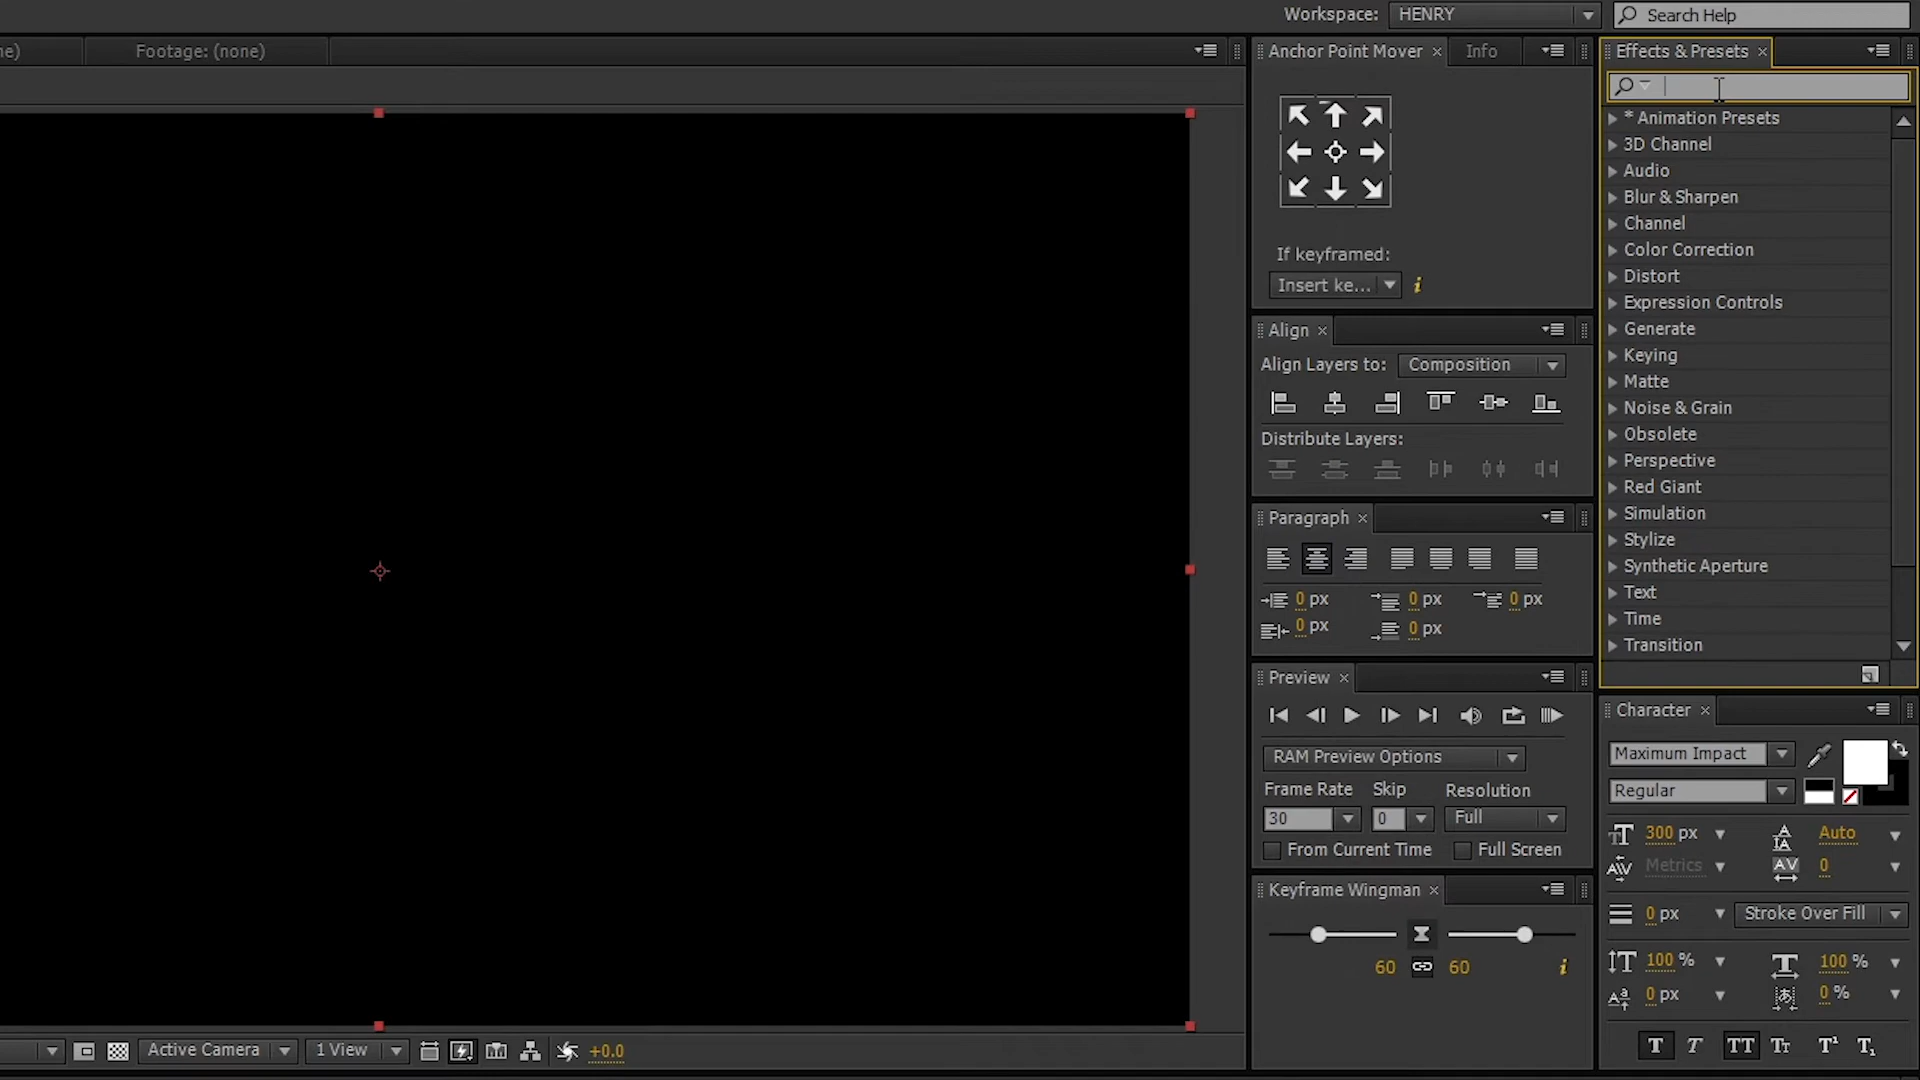 Workspace: HENRY
Search Help
ne)
Footage: (none)
Anchor Point Mover
Info
Effects & Presets
* Animation Presets
3D Channel
Audio
Blur & Sharpen
Channel
Color Correction
Distort
Expression Controls
Generate
Keying
Matte
Noise & Grain
Obsolete
Perspective
Red Giant
Simulation
Stylize
Synthetic Aperture
Text
Time
Transition
If keyframed:
Insert ke...
Align
Align Layers to: Composition
Distribute Layers:
Paragraph
0 px 0 px 0 px
0 px 0 px
Preview
RAM Preview Options
Frame Rate Skip Resolution
30 0 Full
From Current Time Full Screen
Keyframe Wingman
60 60
Character
Maximum Impact
Regular
300 px Auto
Metrics 0
0 px Stroke Over Fill
100 % 100 %
0 px 0 %
T T TT Tt T¹ T₁
Active Camera 1 View +0.0